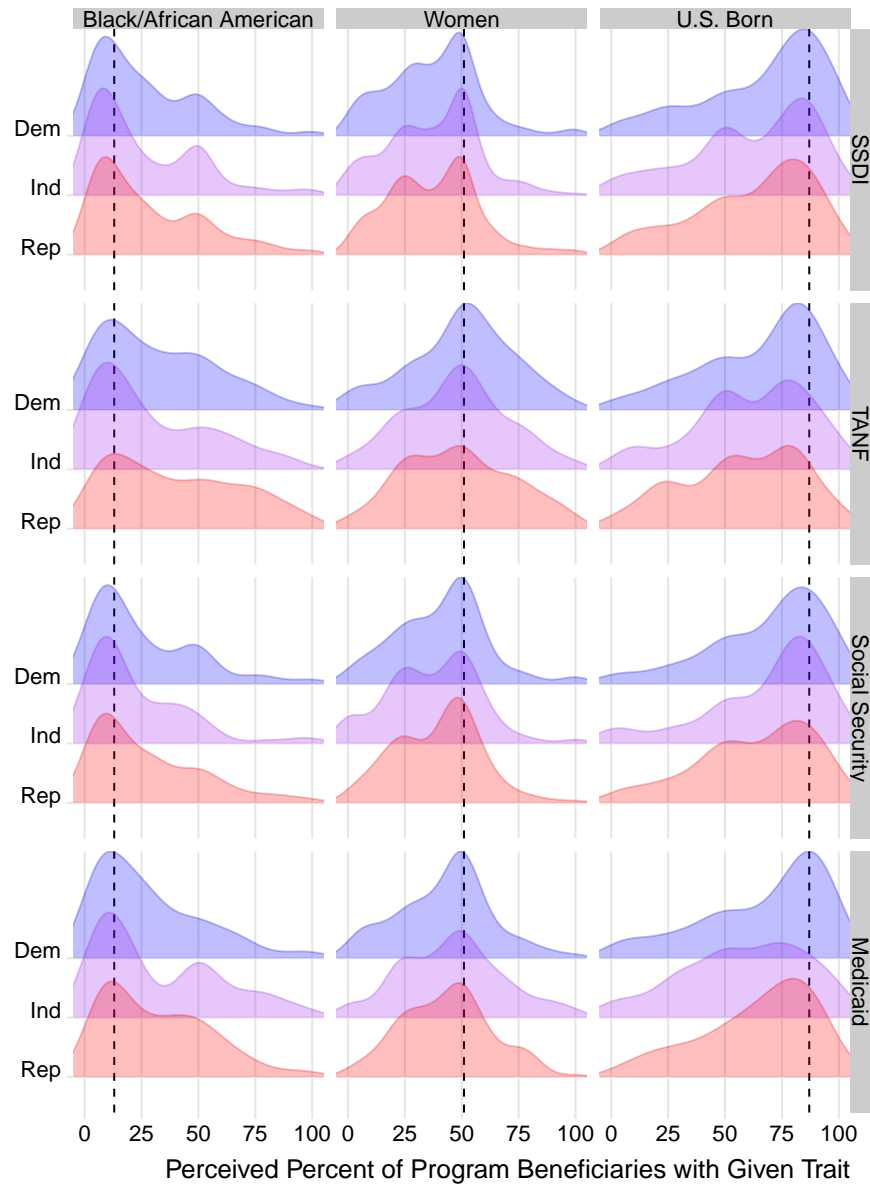 Black/African American Women U.S. Born
Dem
Ind
Rep
SSDI
Dem
Ind
Rep
TANF
Dem
Ind
Rep
Social Security
Dem
Ind
Rep
Medicaid
0 25 50 75 100 0 25 50 75 100 0 25 50 75 100
Perceived Percent of Program Beneficiaries with Given Trait